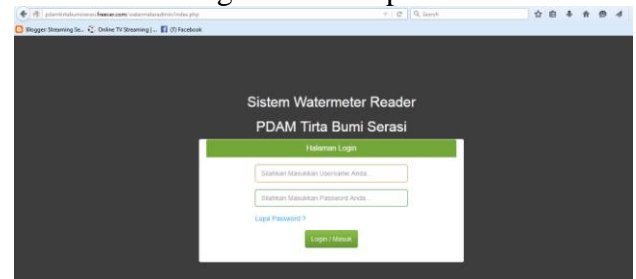 Search
Blogger: Streaming Se...
Online TV Streaming | ...
(7) Facebook
Sistem Watermeter Reader
PDAM Tirta Bumi Serasi
Halaman Login
Silahkan Masukkan Username Anda...
Silahkan Masukkan Password Anda...
Lupa Password ?
Login / Masuk